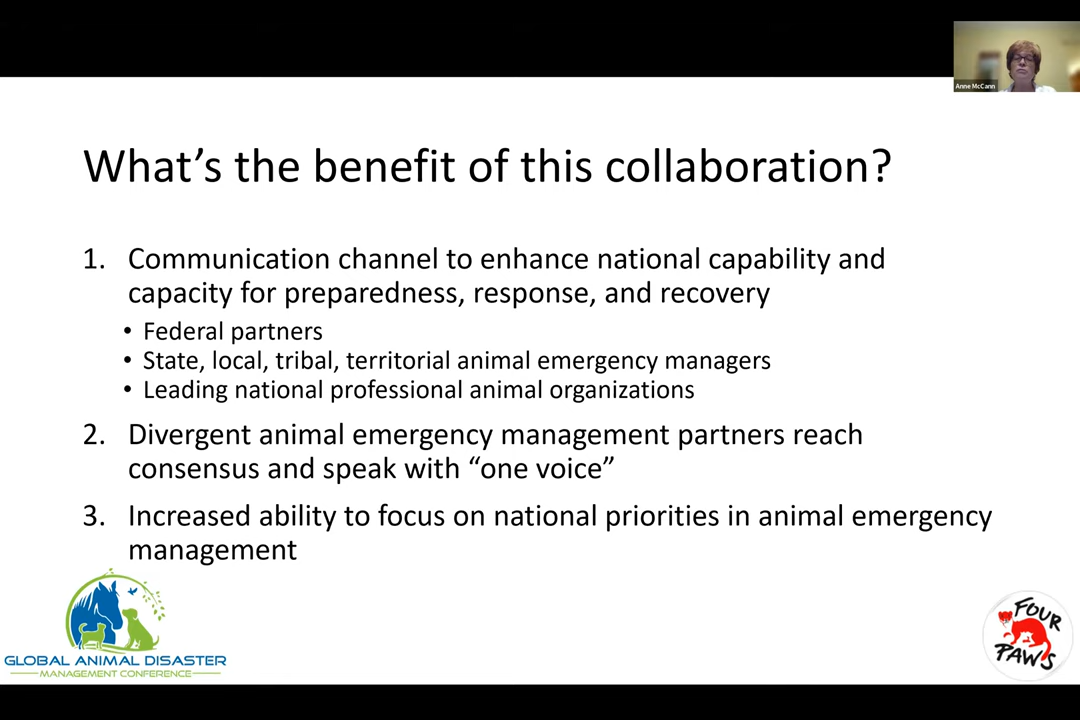 Anne McCann
What’s the benefit of this collaboration?
1. Communication channel to enhance national capability and
capacity for preparedness, response, and recovery
• Federal partners
• State, local, tribal, territorial animal emergency managers
• Leading national professional animal organizations
2. Divergent animal emergency management partners reach
consensus and speak with “one voice”
3. Increased ability to focus on national priorities in animal emergency
management
GLOBAL ANIMAL DISASTER
MANAGEMENT CONFERENCE
FOUR
PAWS